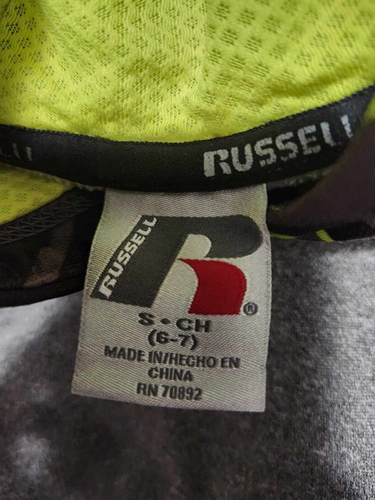 RUSSELL
RUSSELL
R®
S • CH
(6-7)
MADE IN/HECHO EN
CHINA
RN 70892